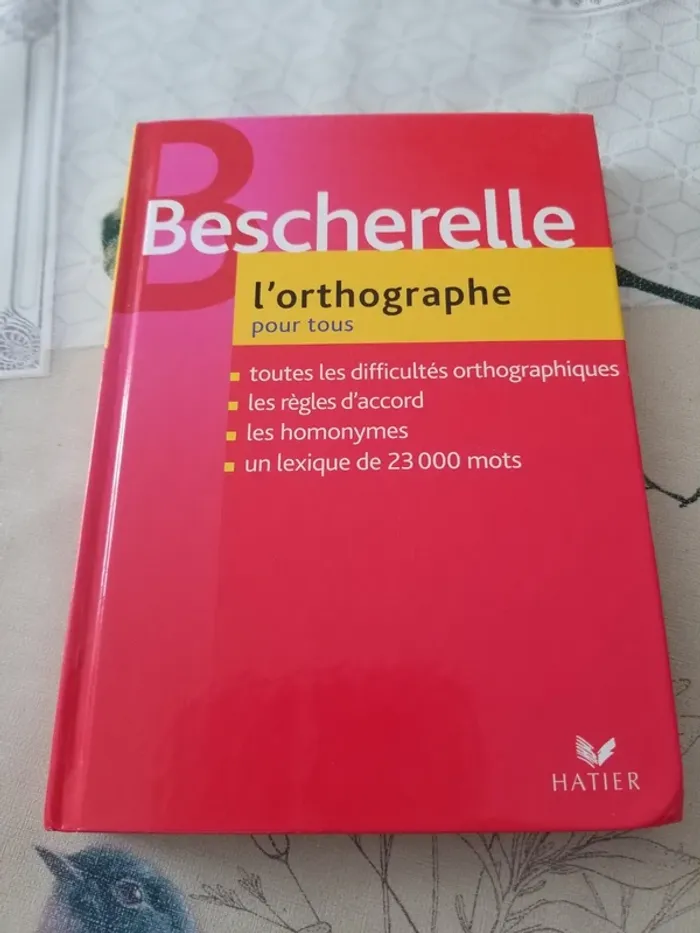 B
Bescherelle
l'orthographe
pour tous
toutes les difficultés orthographiques
les règles d'accord
les homonymes
un lexique de 23 000 mots
HATIER